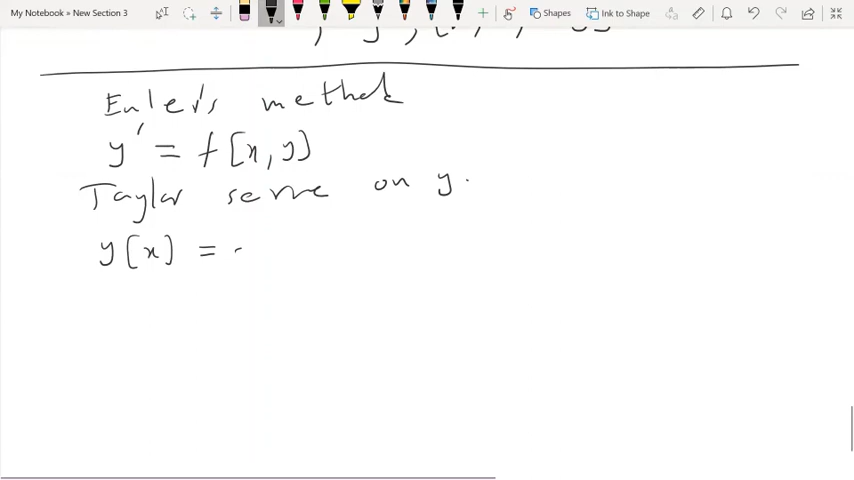 My Notebook » New Section 3
Shapes
Ink to Shape
Euler's method
y' = f[x,y]
Taylor serie on y.
y[x] =